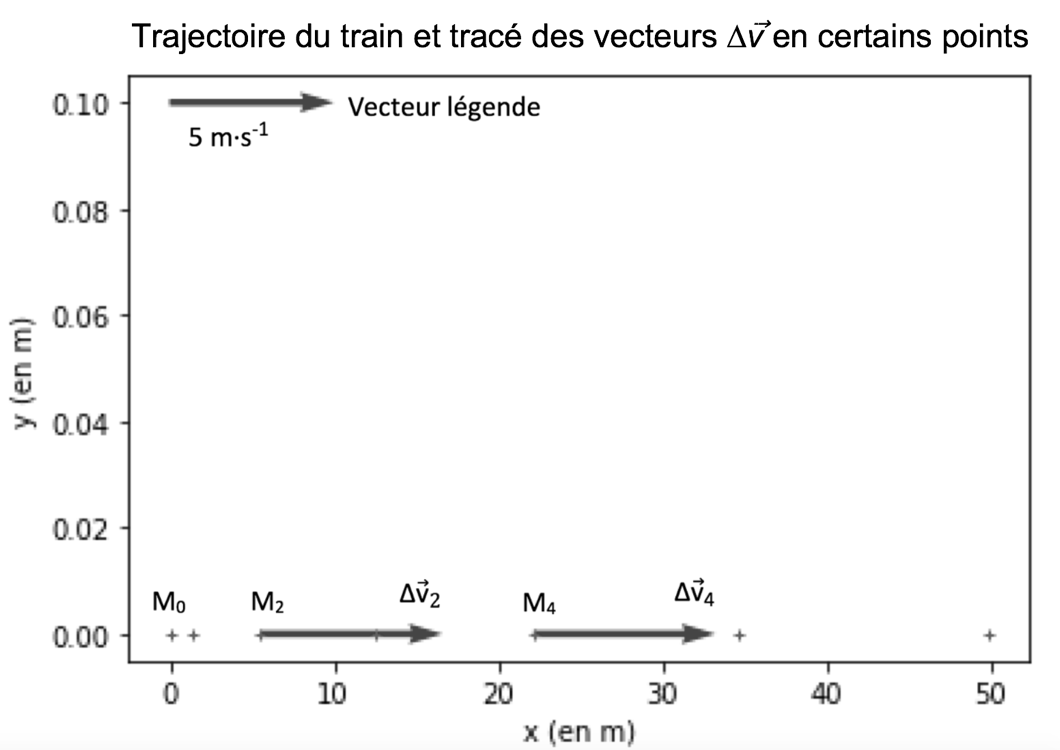 Trajectoire du train et tracé des vecteurs Δv⃗ en certains points
0.10
Vecteur légende
5 m·s⁻¹
0.08
0.06
y (en m)
0.04
0.02
M₀ M₂ Δv⃗₂ M₄ Δv⃗₄
0.00
0 10 20 30 40 50
x (en m)